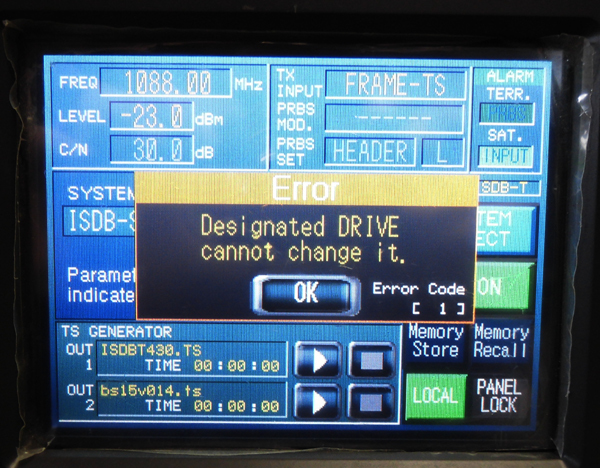 FREQ 1088.00 MHz
LEVEL -23.0 dBm
C/N 30.0 dB
TX INPUT FRAME-TS
PRBS MOD. ------
PRBS SET HEADER L
ALARM
TERR.
SAT.
INPUT
ISDB-T
SYSTEM
ISDB-S
Paramet
indicate
Error
Designated DRIVE
cannot change it.
OK
Error Code
[ 1 ]
TEM
ECT
ON
TS GENERATOR
OUT 1 ISDBT430.TS
TIME 00:00:00
OUT 2 bs15v014.ts
TIME 00:00:00
Memory Store
Memory Recall
LOCAL
PANEL LOCK